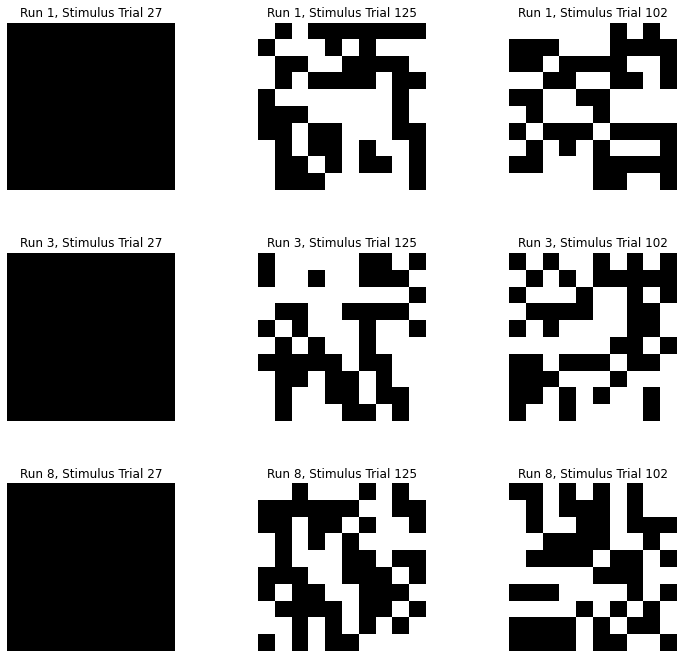 Run 1, Stimulus Trial 27
Run 1, Stimulus Trial 125
Run 1, Stimulus Trial 102
Run 3, Stimulus Trial 27
Run 3, Stimulus Trial 125
Run 3, Stimulus Trial 102
Run 8, Stimulus Trial 27
Run 8, Stimulus Trial 125
Run 8, Stimulus Trial 102